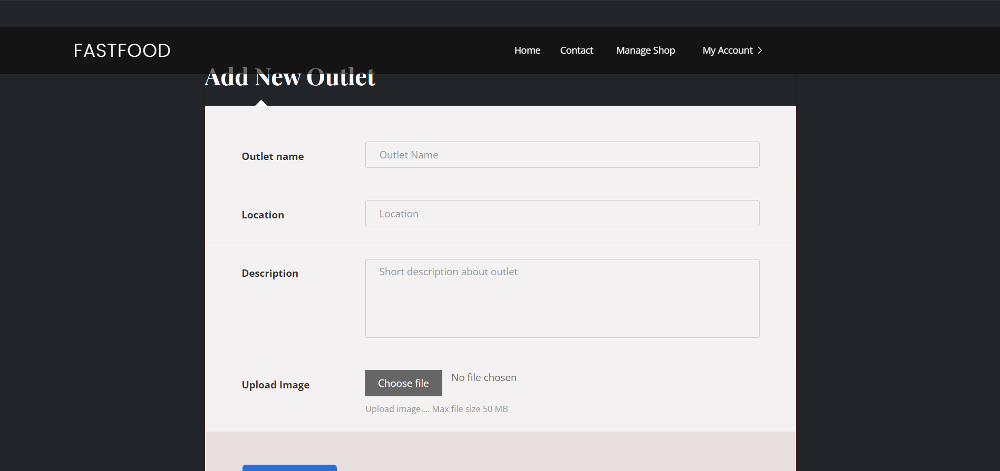 FASTFOOD
Home Contact Manage Shop My Account
Add New Outlet
Outlet name
Outlet Name
Location
Location
Description
Short description about outlet
Upload Image
Choose file No file chosen
Upload image.... Max file size 50 MB